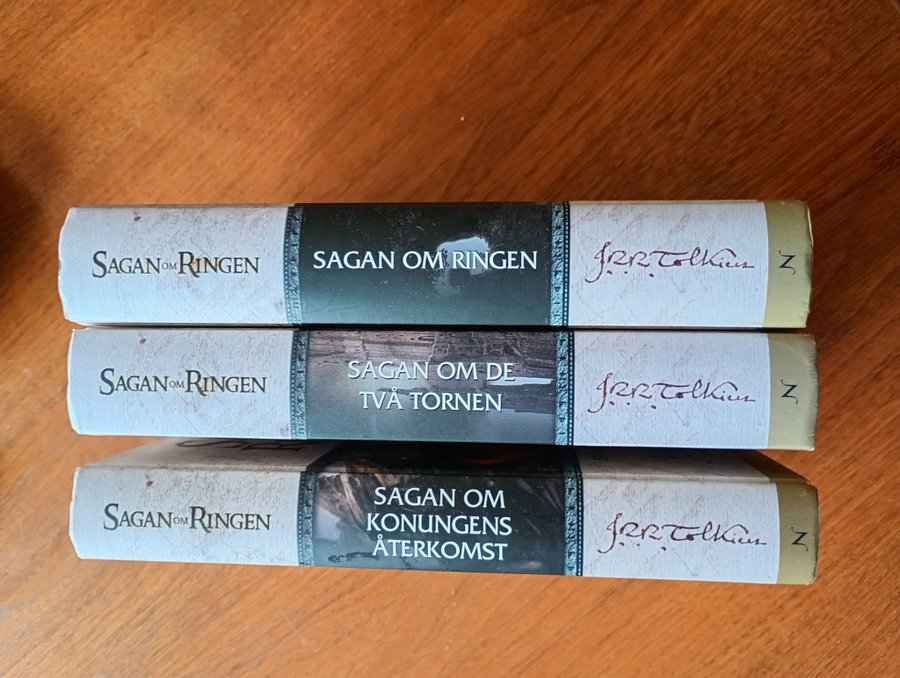 SAGAN OM RINGEN
SAGAN OM RINGEN
J.R.R. Tolkien
N
SAGAN OM RINGEN
SAGAN OM DE
TVÅ TORNEN
J.R.R. Tolkien
N
SAGAN OM RINGEN
SAGAN OM
KONUNGENS
ÅTERKOMST
J.R.R. Tolkien
N